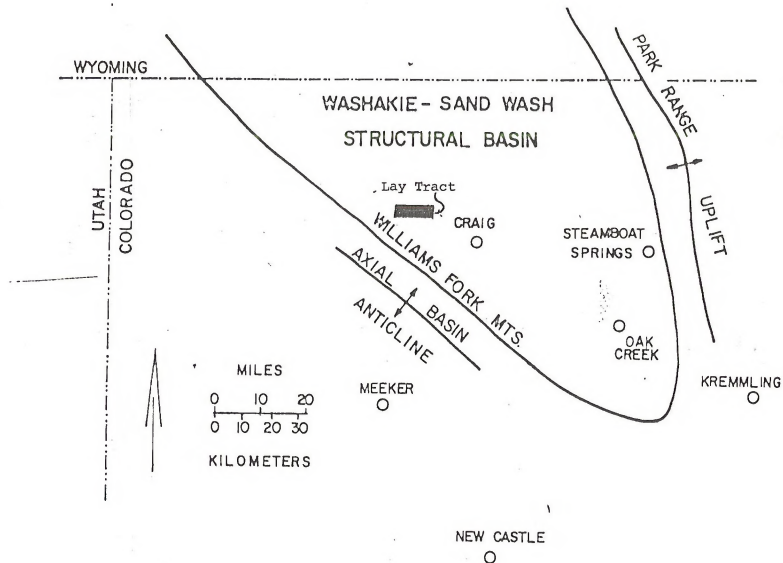 WYOMING
UTAH
COLORADO
WASHAKIE - SAND WASH
STRUCTURAL BASIN
PARK RANGE
UPLIFT
Lay Tract
CRAIG
STEAMBOAT
SPRINGS
WILLIAMS FORK MTS.
AXIAL BASIN
ANTICLINE
OAK
CREEK
MILES
0 10 20
0 10 20 30
KILOMETERS
MEEKER
KREMMLING
NEW CASTLE